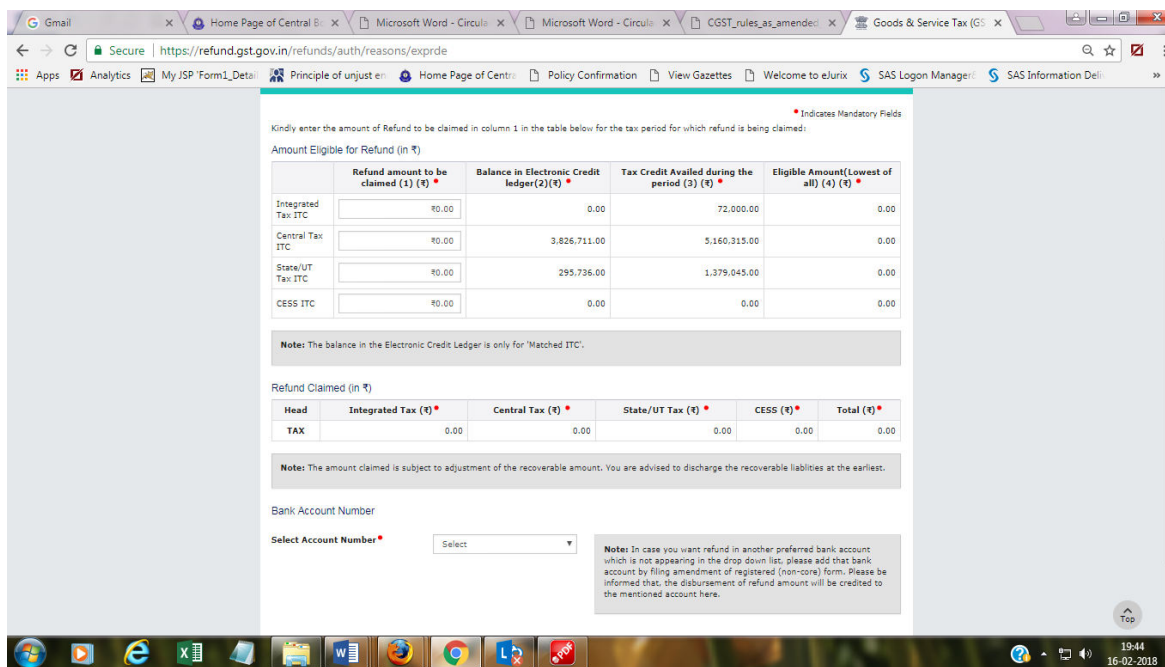 Gmail
Home Page of Central B
Microsoft Word - Circula
Microsoft Word - Circula
CGST_rules_as_amended
Goods & Service Tax (GS
Secure https://refund.gst.gov.in/refunds/auth/reasons/exprde
Apps Analytics My JSP 'Form1_Detail Principle of unjust en Home Page of Centr Policy Confirmation View Gazettes Welcome to eJurix SAS Logon Manager SAS Information Deli »
• Indicates Mandatory Fields
Kindly enter the amount of Refund to be claimed in column 1 in the table below for the tax period for which refund is being claimed:
Amount Eligible for Refund (in ₹)
Refund amount to be claimed (1) (₹) • Balance in Electronic Credit ledger(2)(₹) • Tax Credit Availed during the period (3) (₹) • Eligible Amount(Lowest of all) (4) (₹) •
Integrated Tax ITC ₹0.00 0.00 72,000.00 0.00
Central Tax ITC ₹0.00 3,826,711.00 5,160,315.00 0.00
State/UT Tax ITC ₹0.00 295,736.00 1,379,045.00 0.00
CESS ITC ₹0.00 0.00 0.00 0.00
Note: The balance in the Electronic Credit Ledger is only for 'Matched ITC'.
Refund Claimed (in ₹)
Head Integrated Tax (₹) • Central Tax (₹) • State/UT Tax (₹) • CESS (₹) • Total (₹) •
TAX 0.00 0.00 0.00 0.00 0.00
Note: The amount claimed is subject to adjustment of the recoverable amount. You are advised to discharge the recoverable liablities at the earliest.
Bank Account Number
Select Account Number • Select
Note: In case you want refund in another preferred bank account
which is not appearing in the drop down list, please add that bank
account by filing amendment of registered (non-core) form. Please be
informed that, the disbursement of refund amount will be credited to
the mentioned account here.
Top
19:44
16-02-2018